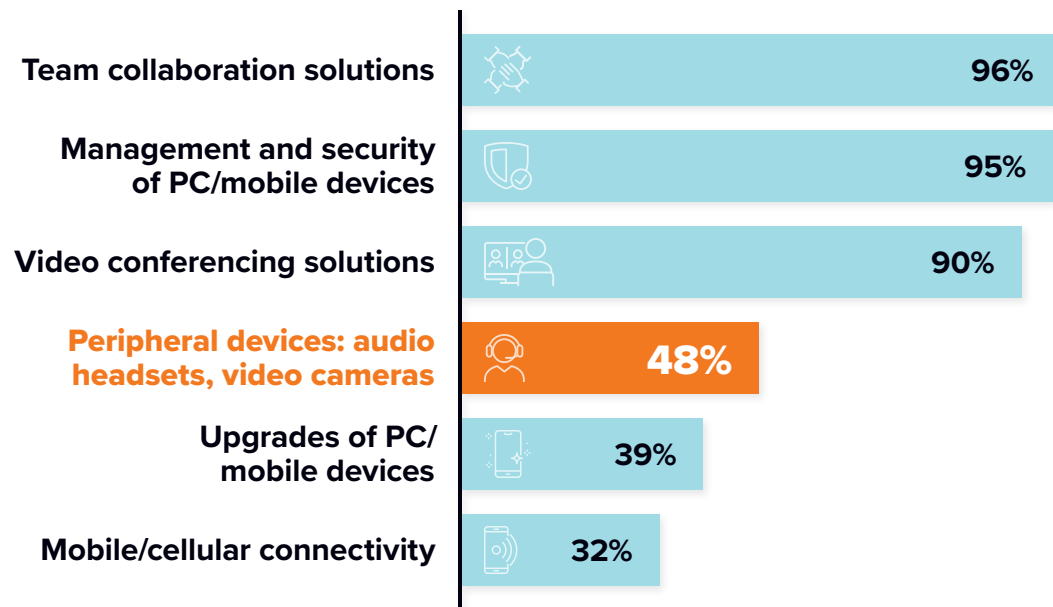 Team collaboration solutions
96%
Management and security
of PC/mobile devices
95%
Video conferencing solutions
90%
Peripheral devices: audio
headsets, video cameras
48%
Upgrades of PC/
mobile devices
39%
Mobile/cellular connectivity
32%